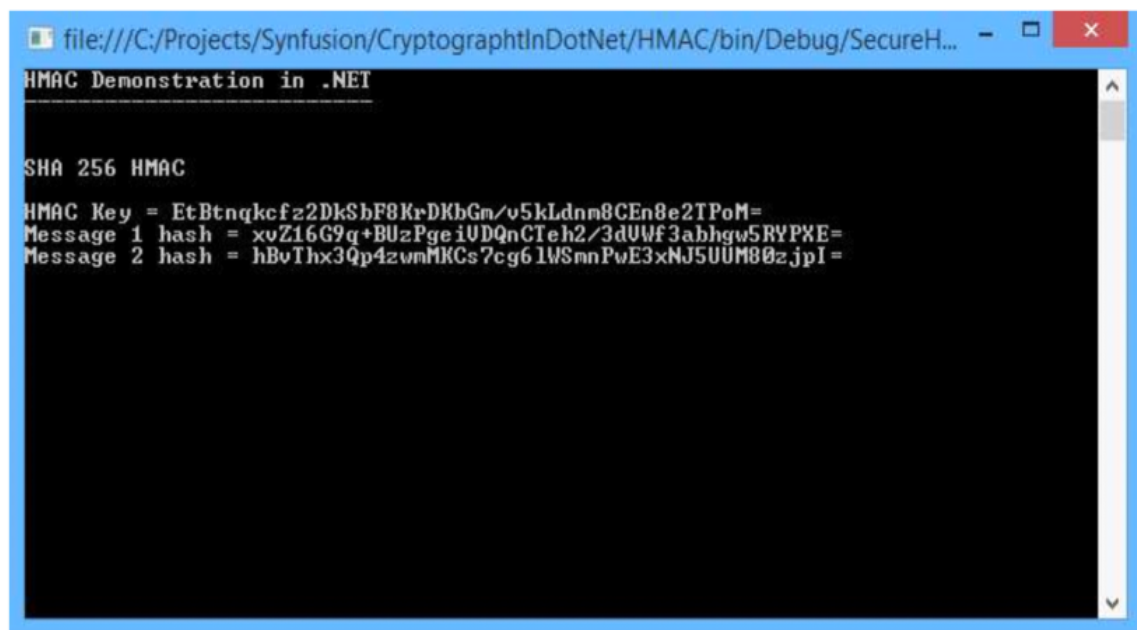 file:///C:/Projects/Synfusion/CryptographtInDotNet/HMAC/bin/Debug/SecureH...
HMAC Demonstration in .NET
--------------------------
SHA 256 HMAC
HMAC Key = EtBtnqkcfz2DkSbF8KrDKbGm/v5kLdnm8CEn8e2TPoM=
Message 1 hash = xvZ16G9q+BUzPgeiVDQnCTeh2/3dVWf3abhgw5RYPXE=
Message 2 hash = hBvThx3Qp4zwmMKCs7cg6lWSmnPwE3xNJ5UUM80zjpI=